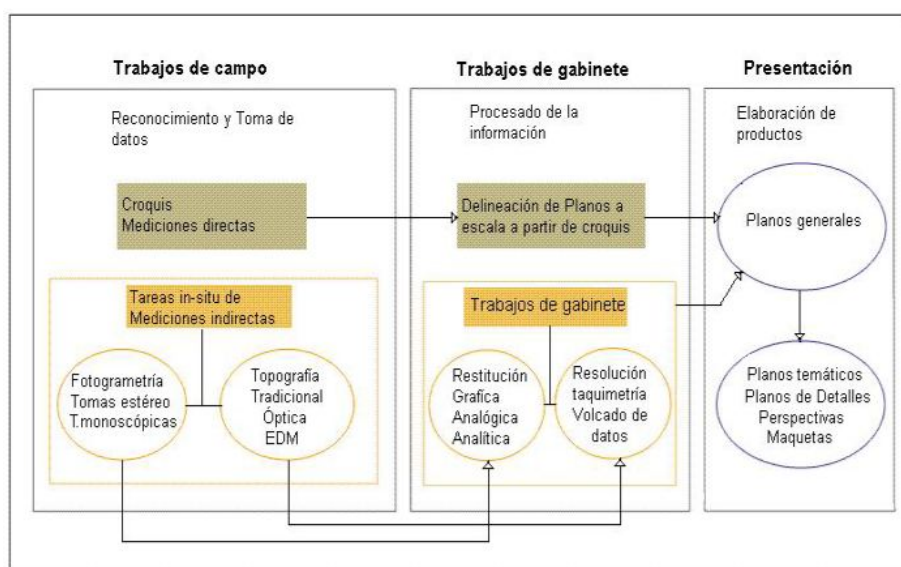 Trabajos de campo
Trabajos de gabinete
Presentación
Reconocimiento y Toma de
datos
Procesado de la
información
Elaboración de
productos
Croquis
Mediciones directas
Delineación de Planos a
escala a partir de croquis
Planos generales
Tareas in-situ de
Mediciones indirectas
Trabajos de gabinete
Fotogrametría
Tomas estéreo
T.monoscópicas
Topografía
Tradicional
Óptica
EDM
Restitución
Grafica
Analógica
Analítica
Resolución
taquimetría
Volcado de
datos
Planos temáticos
Planos de Detalles
Perspectivas
Maquetas